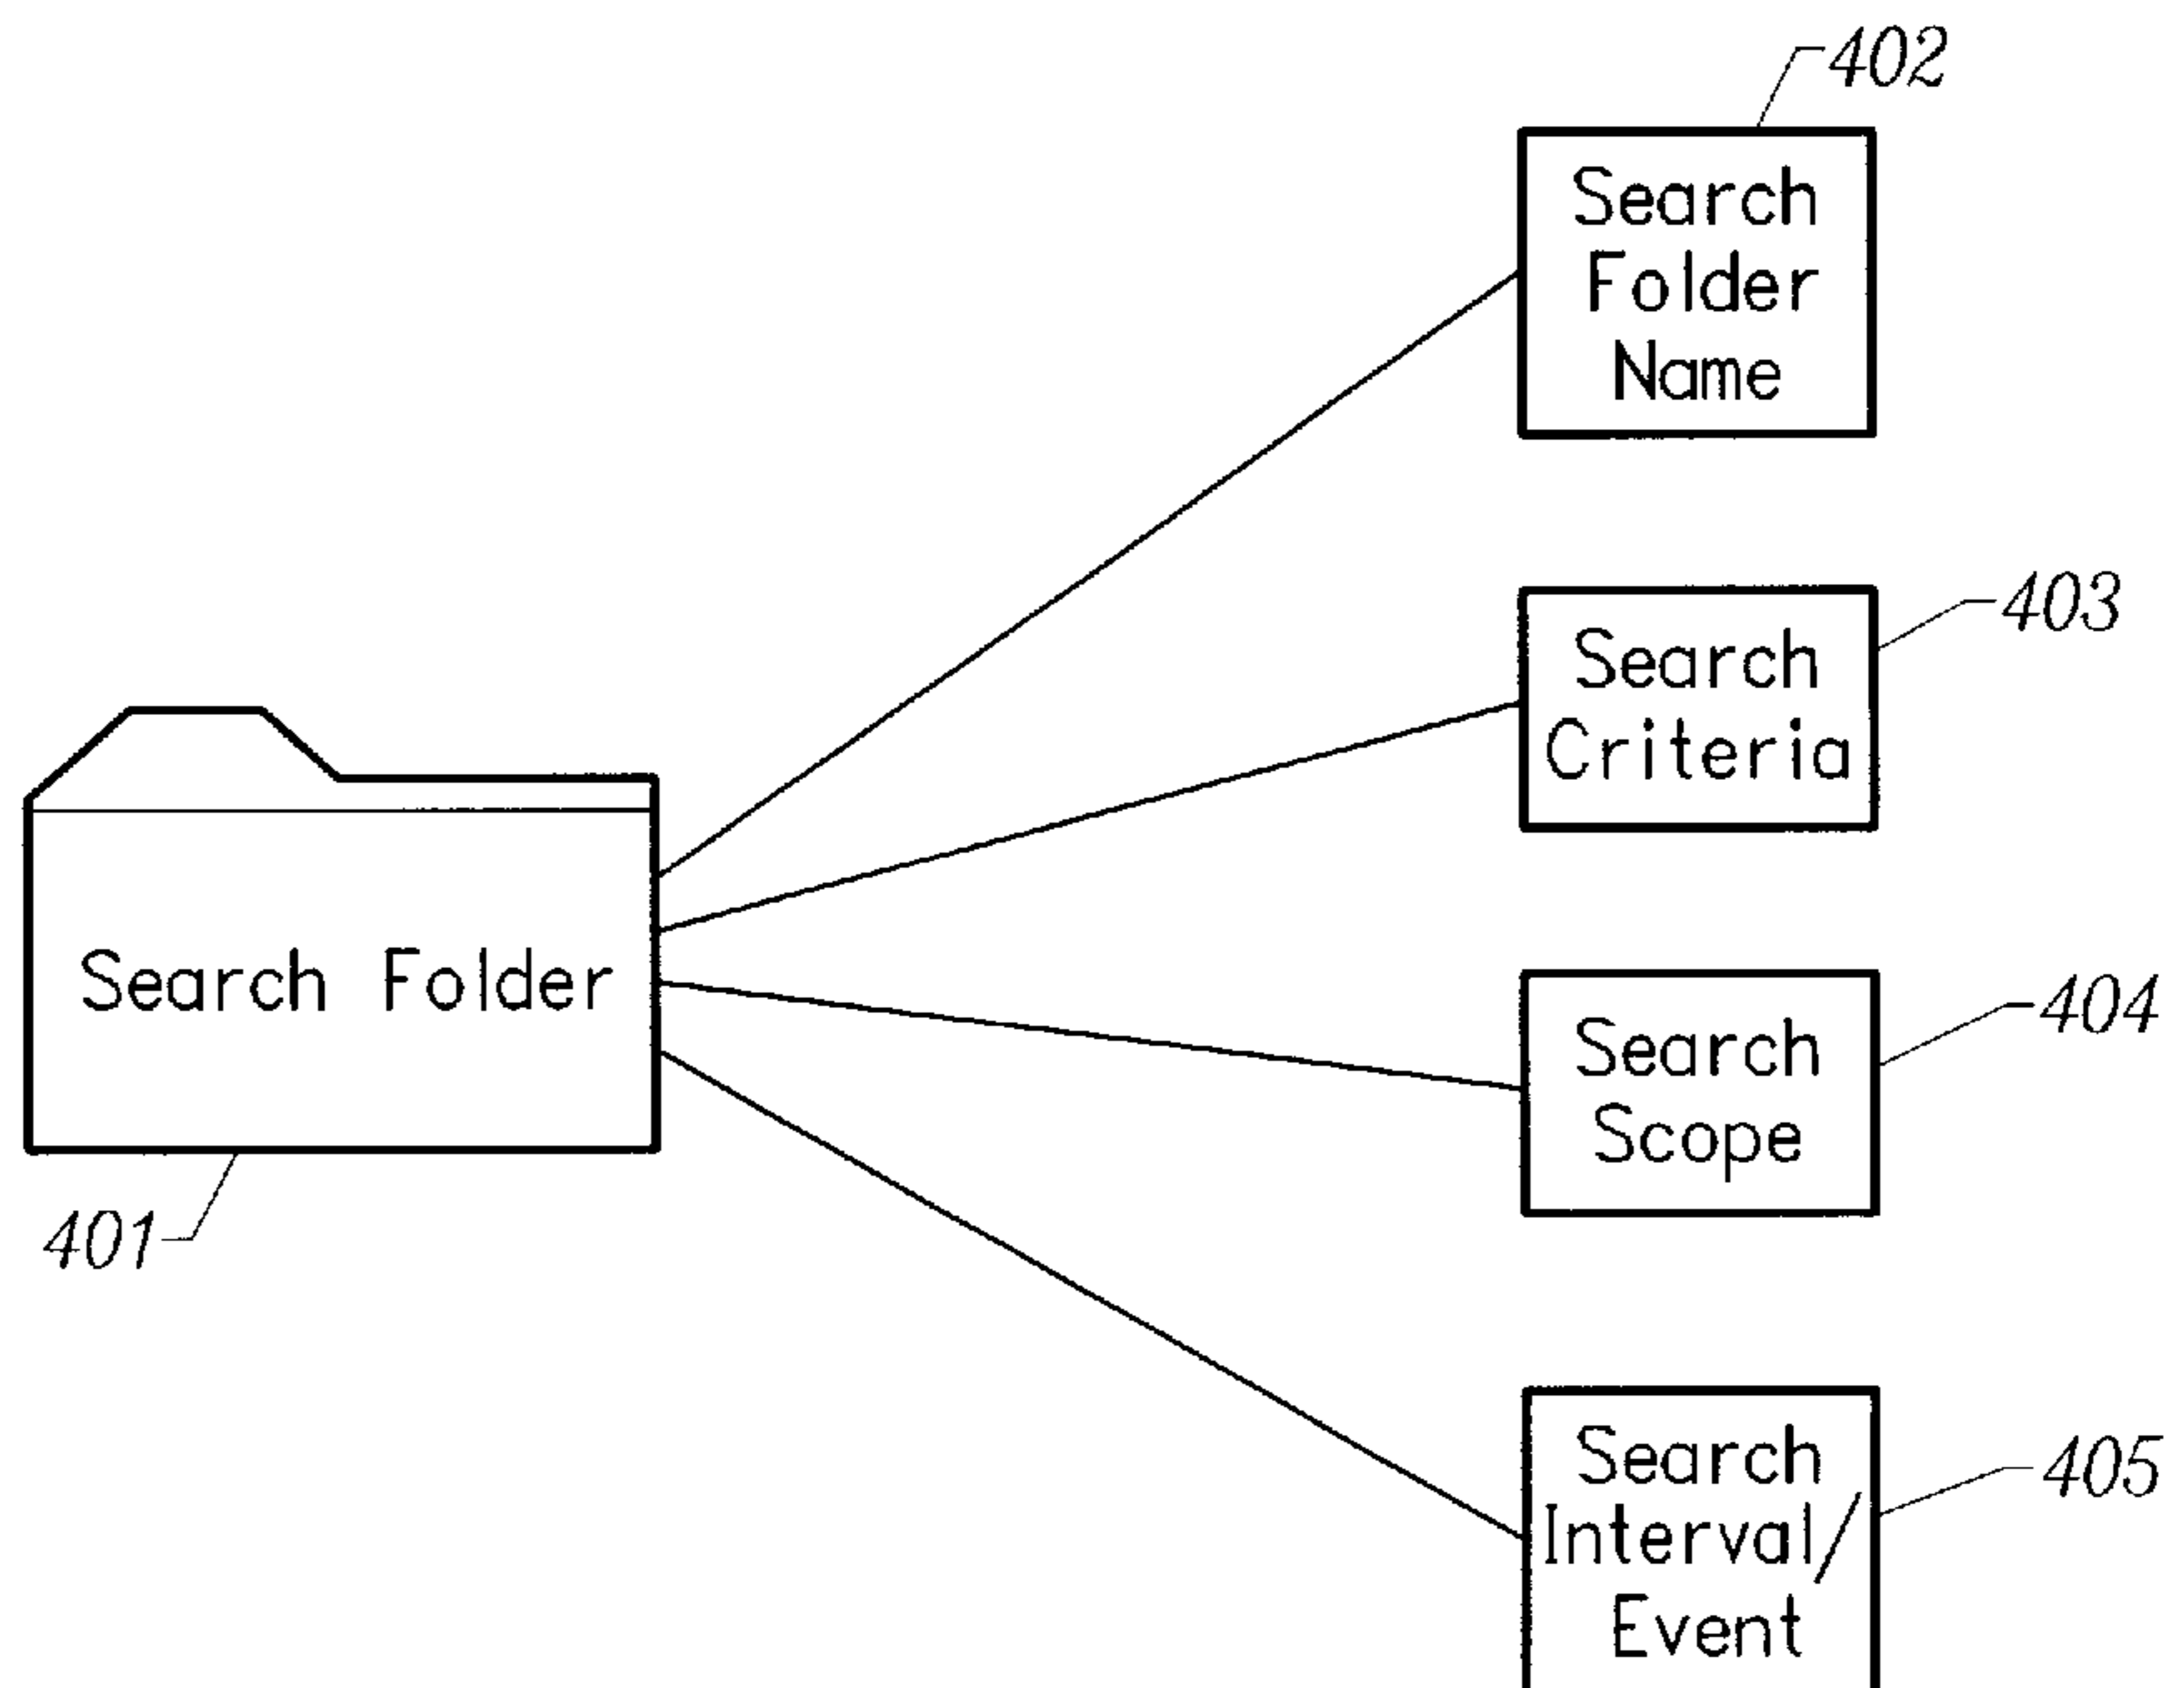 402
Search
Folder
Name
403
Search
Criteria
Search Folder
401
404
Search
Scope
405
Search
Interval/
Event